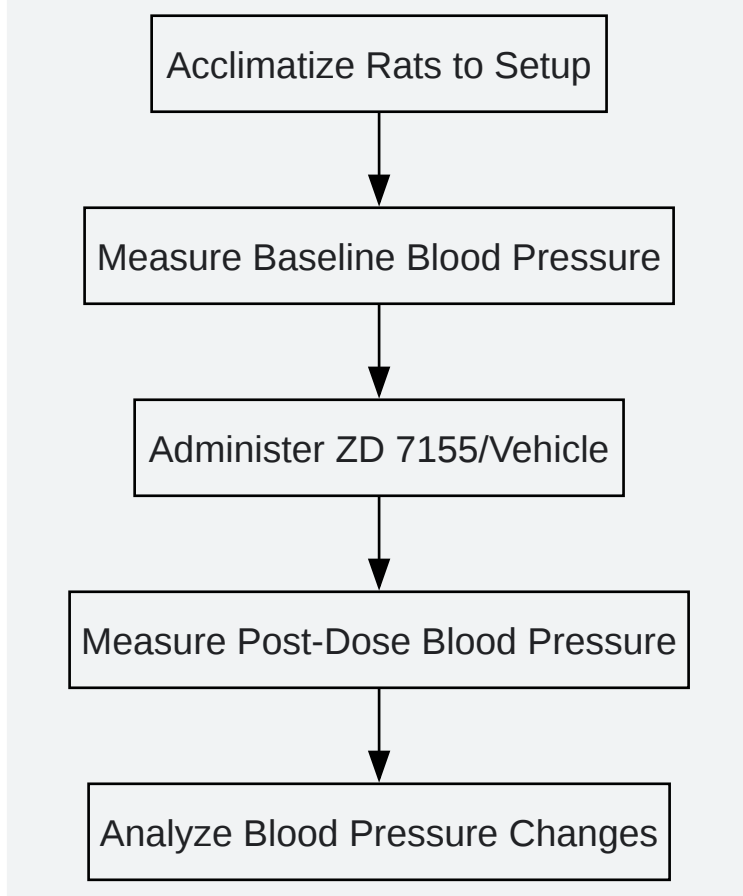 Acclimatize Rats to Setup
Measure Baseline Blood Pressure
Administer ZD 7155/Vehicle
Measure Post-Dose Blood Pressure
Analyze Blood Pressure Changes